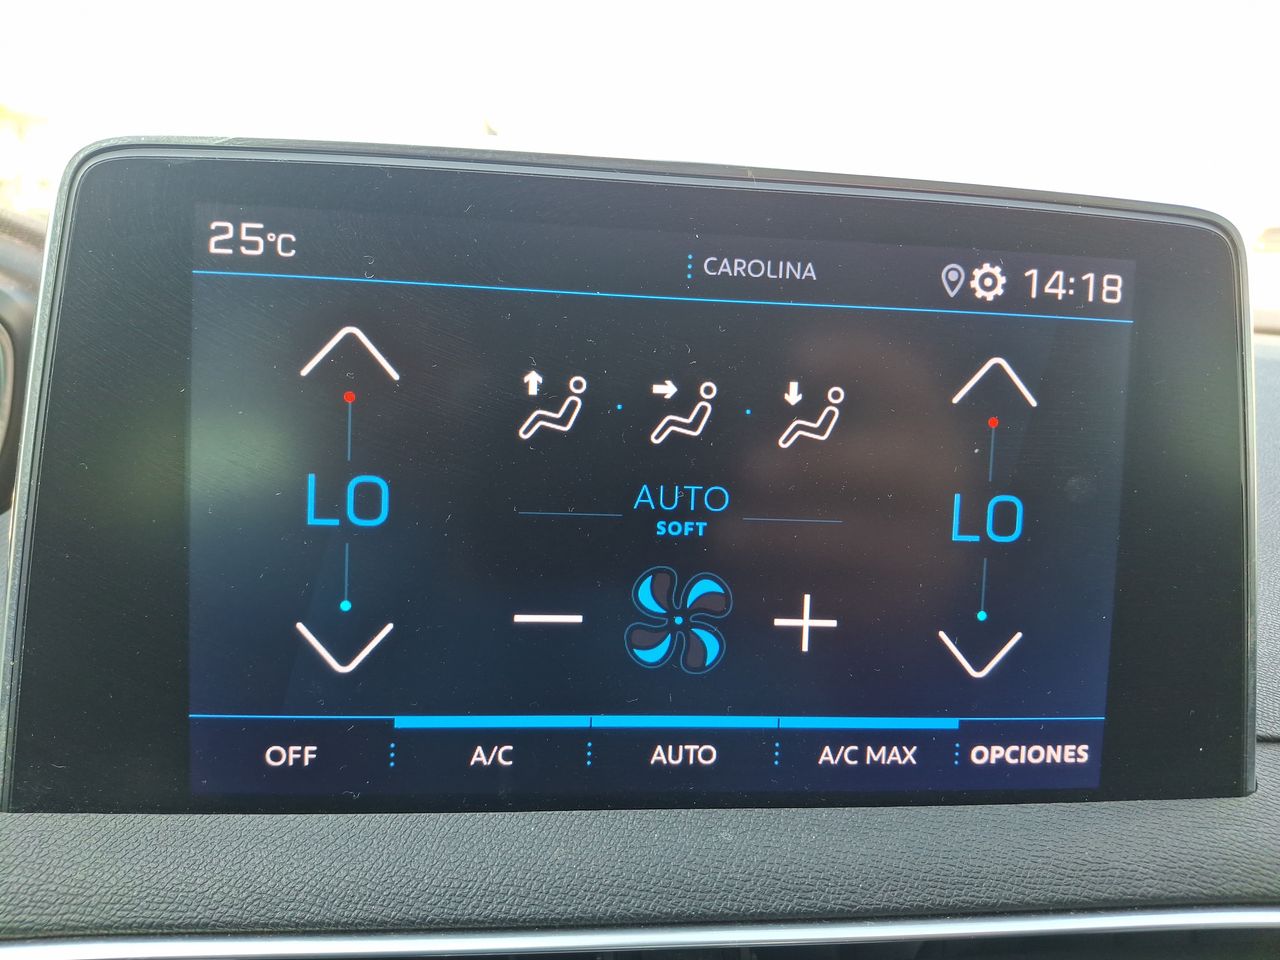 25°C
CAROLINA
14:18
LO
AUTO
SOFT
LO
OFF
A/C
AUTO
A/C MAX
OPCIONES